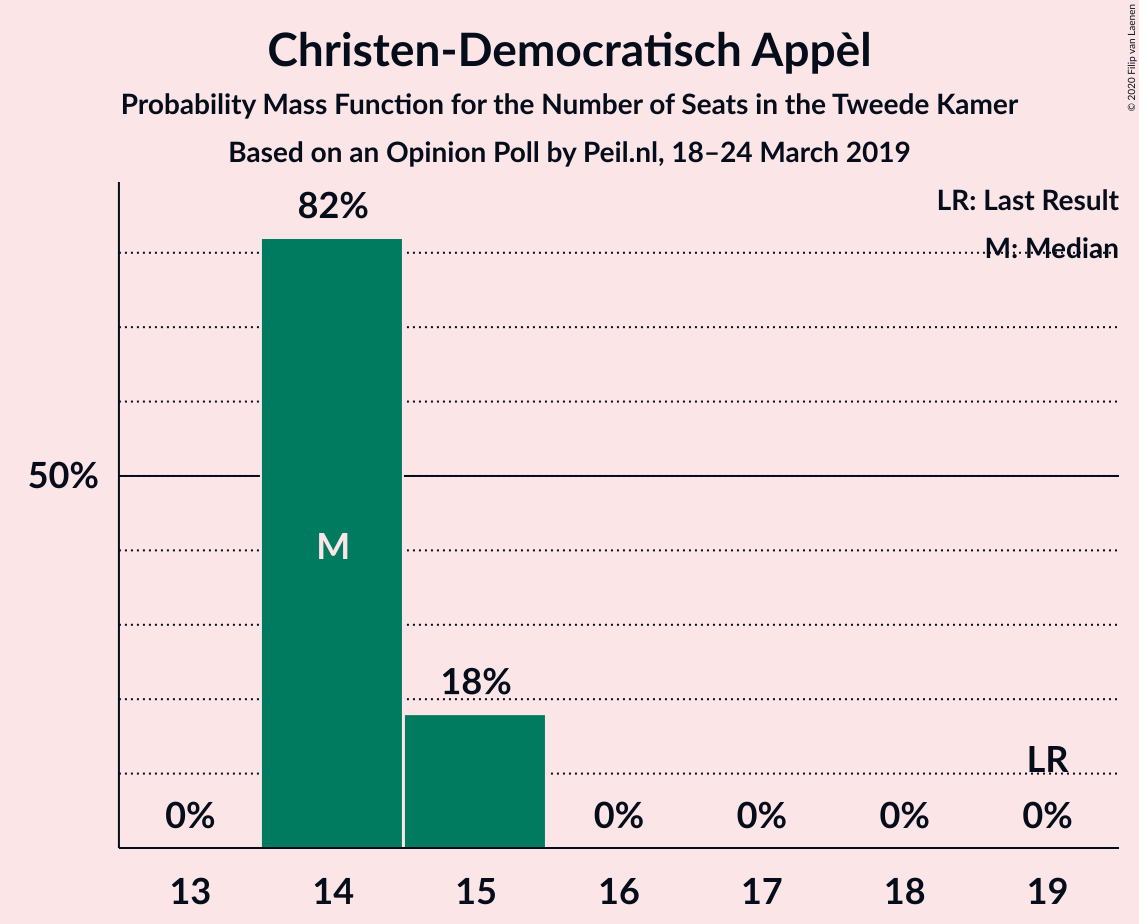 Christen-Democratisch Appèl
Probability Mass Function for the Number of Seats in the Tweede Kamer
Based on an Opinion Poll by Peil.nl, 18–24 March 2019
© 2020 Filip van Laenen
LR: Last Result
M: Median
82%
50%
M
18%
LR
0%
0%
0%
0%
0%
13
14
15
16
17
18
19